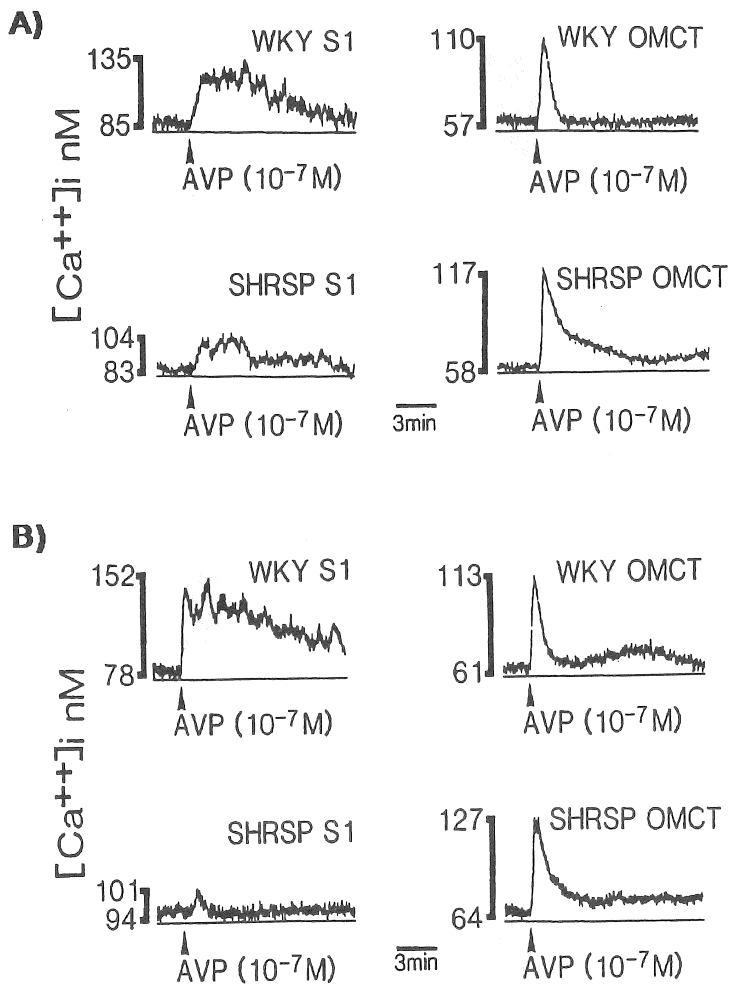 A)
[Ca++]i nM
WKY S1
135
85
AVP (10-7M)
WKY OMCT
110
57
AVP (10-7M)
SHRSP S1
104
83
AVP (10-7M)
SHRSP OMCT
117
58
AVP (10-7M)
3min
B)
[Ca++]i nM
WKY S1
152
78
AVP (10-7M)
WKY OMCT
113
61
AVP (10-7M)
SHRSP S1
101
94
AVP (10-7M)
SHRSP OMCT
127
64
AVP (10-7M)
3min